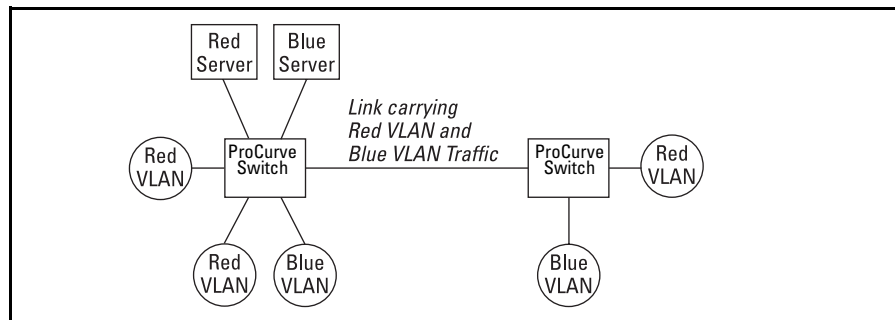 Red
Server
Blue
Server
Link carrying
Red VLAN and
Blue VLAN Traffic
Red
VLAN
ProCurve
Switch
ProCurve
Switch
Red
VLAN
Red
VLAN
Blue
VLAN
Blue
VLAN